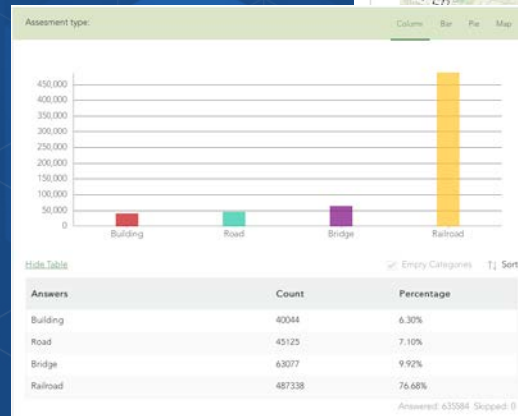 Assesment type: Column Bar Pie Map
450,000
400,000
350,000
300,000
250,000
200,000
150,000
100,000
50,000
0
Building Road Bridge Railroad
Hide Table Empty Categories Sort
Answers Count Percentage
Building 40044 6.30%
Road 45125 7.10%
Bridge 63077 9.92%
Railroad 487338 76.68%
Answered: 635584 Skipped: 0